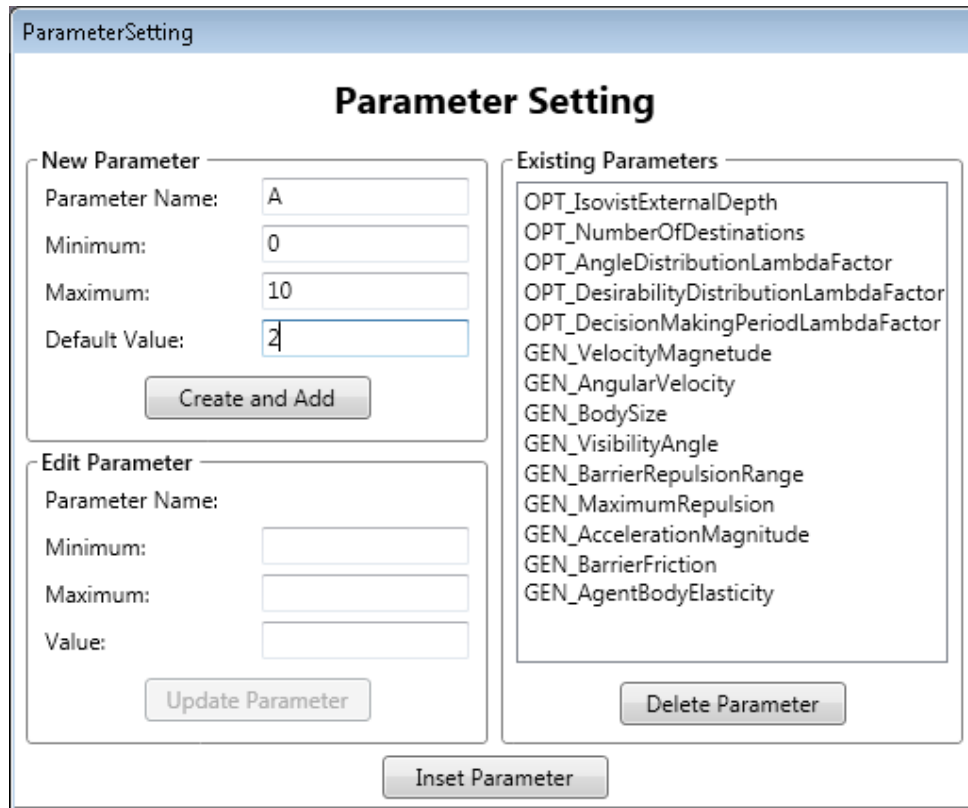 ParameterSetting
Parameter Setting
New Parameter
Parameter Name: A
Minimum: 0
Maximum: 10
Default Value: 2
Create and Add
Edit Parameter
Parameter Name:
Minimum:
Maximum:
Value:
Update Parameter
Existing Parameters
OPT_IsovistExternalDepth
OPT_NumberOfDestinations
OPT_AngleDistributionLambdaFactor
OPT_DesirabilityDistributionLambdaFactor
OPT_DecisionMakingPeriodLambdaFactor
GEN_VelocityMagnetude
GEN_AngularVelocity
GEN_BodySize
GEN_VisibilityAngle
GEN_BarrierRepulsionRange
GEN_MaximumRepulsion
GEN_AccelerationMagnitude
GEN_BarrierFriction
GEN_AgentBodyElasticity
Delete Parameter
Inset Parameter